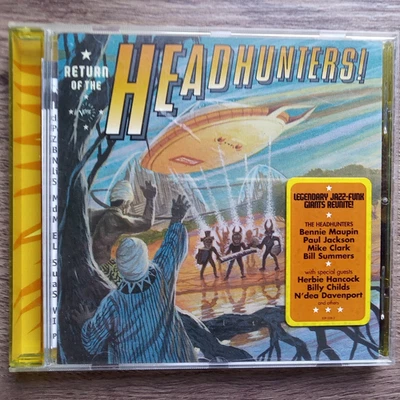 RETURN
OF THE
HEADHUNTERS!
LEGENDARY JAZZ-FUNK
GIANTS REUNITE!
THE HEADHUNTERS
Bennie Maupin
Paul Jackson
Mike Clark
Bill Summers
with special guests
Herbie Hancock
Billy Childs
N'dea Davenport
and others